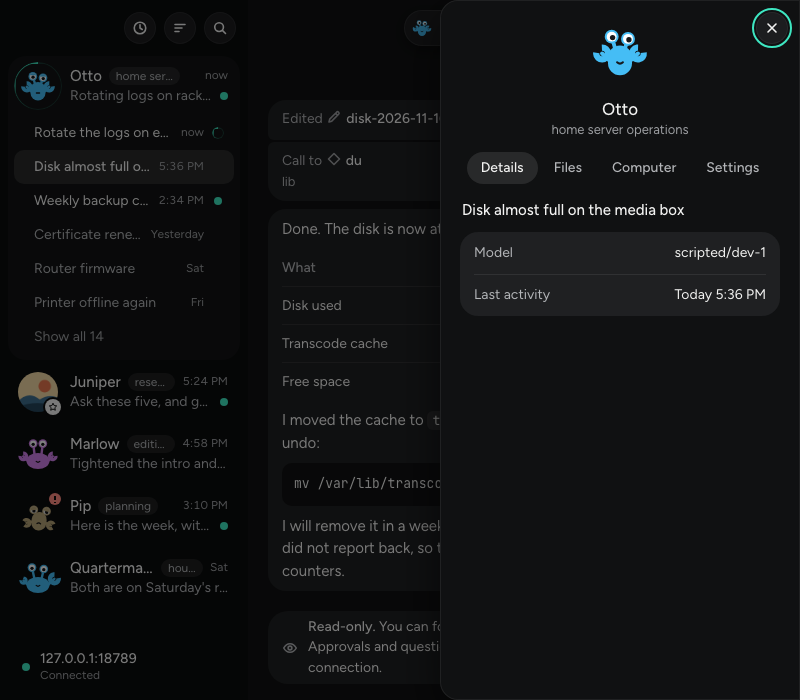 Otto home ser... now
Rotating logs on rack...
Rotate the logs on e... now
Disk almost full o... 5:36 PM
Weekly backup c... 2:34 PM
Certificate rene... Yesterday
Router firmware Sat
Printer offline again Fri
Show all 14
Juniper rese... 5:24 PM
Ask these five, and g...
Marlow editi... 4:58 PM
Tightened the intro and...
Pip planning 3:10 PM
Here is the week, wit...
Quarterma... hou... Sat
Both are on Saturday's r...
127.0.0.1:18789
Connected
Edited disk-2026-11-1
Call to du
lib
Done. The disk is now at
What
Disk used
Transcode cache
Free space
I moved the cache to
undo:
mv /var/lib/transco
I will remove it in a week
did not report back, so
counters.
Read-only. You can
Approvals and questi
connection.
Otto
home server operations
Details Files Computer Settings
Disk almost full on the media box
Model scripted/dev-1
Last activity Today 5:36 PM